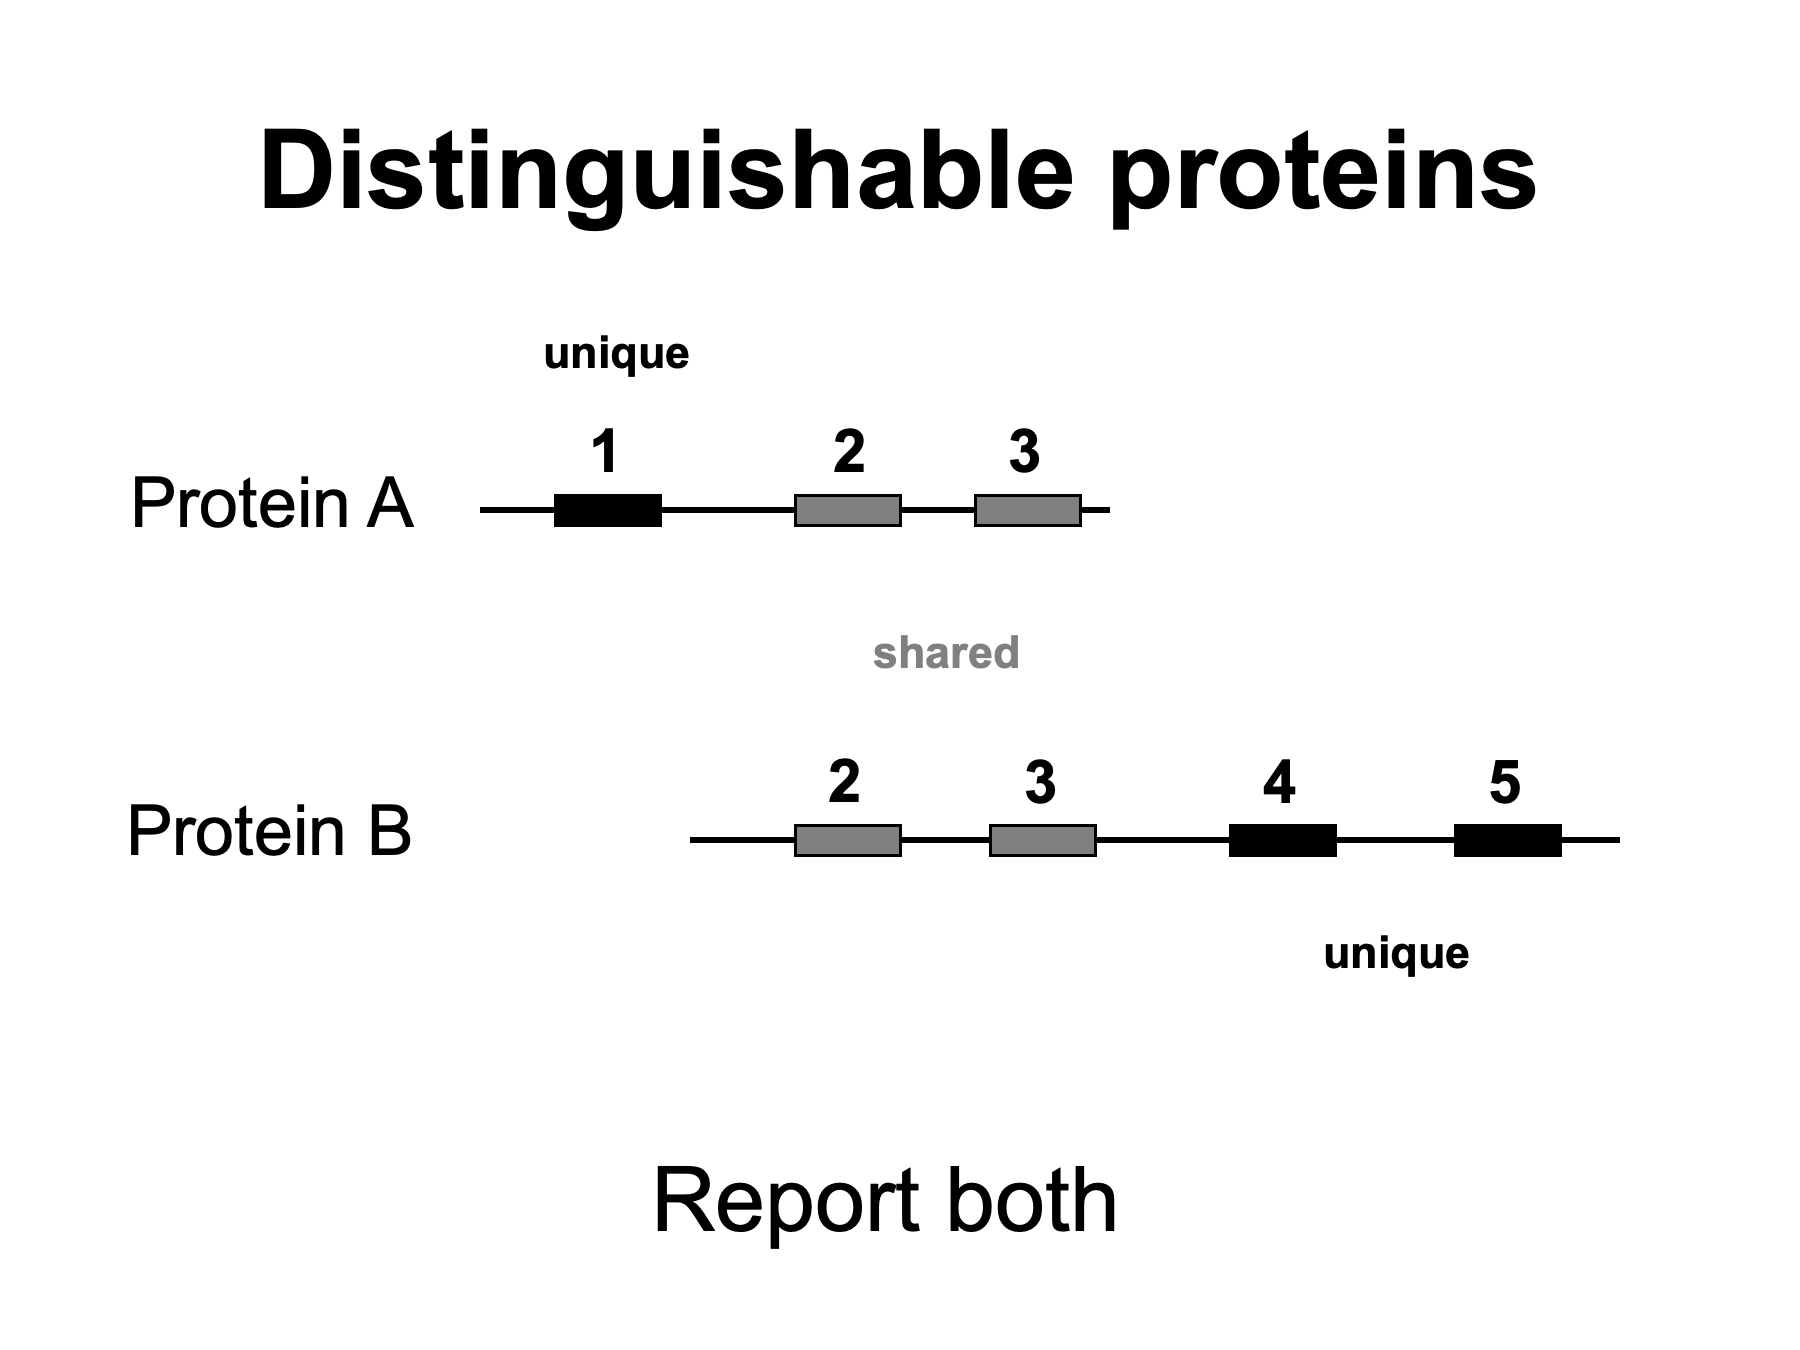 Distinguishable proteins
unique
1 2 3
Protein A
shared
2 3 4 5
Protein B
unique
Report both